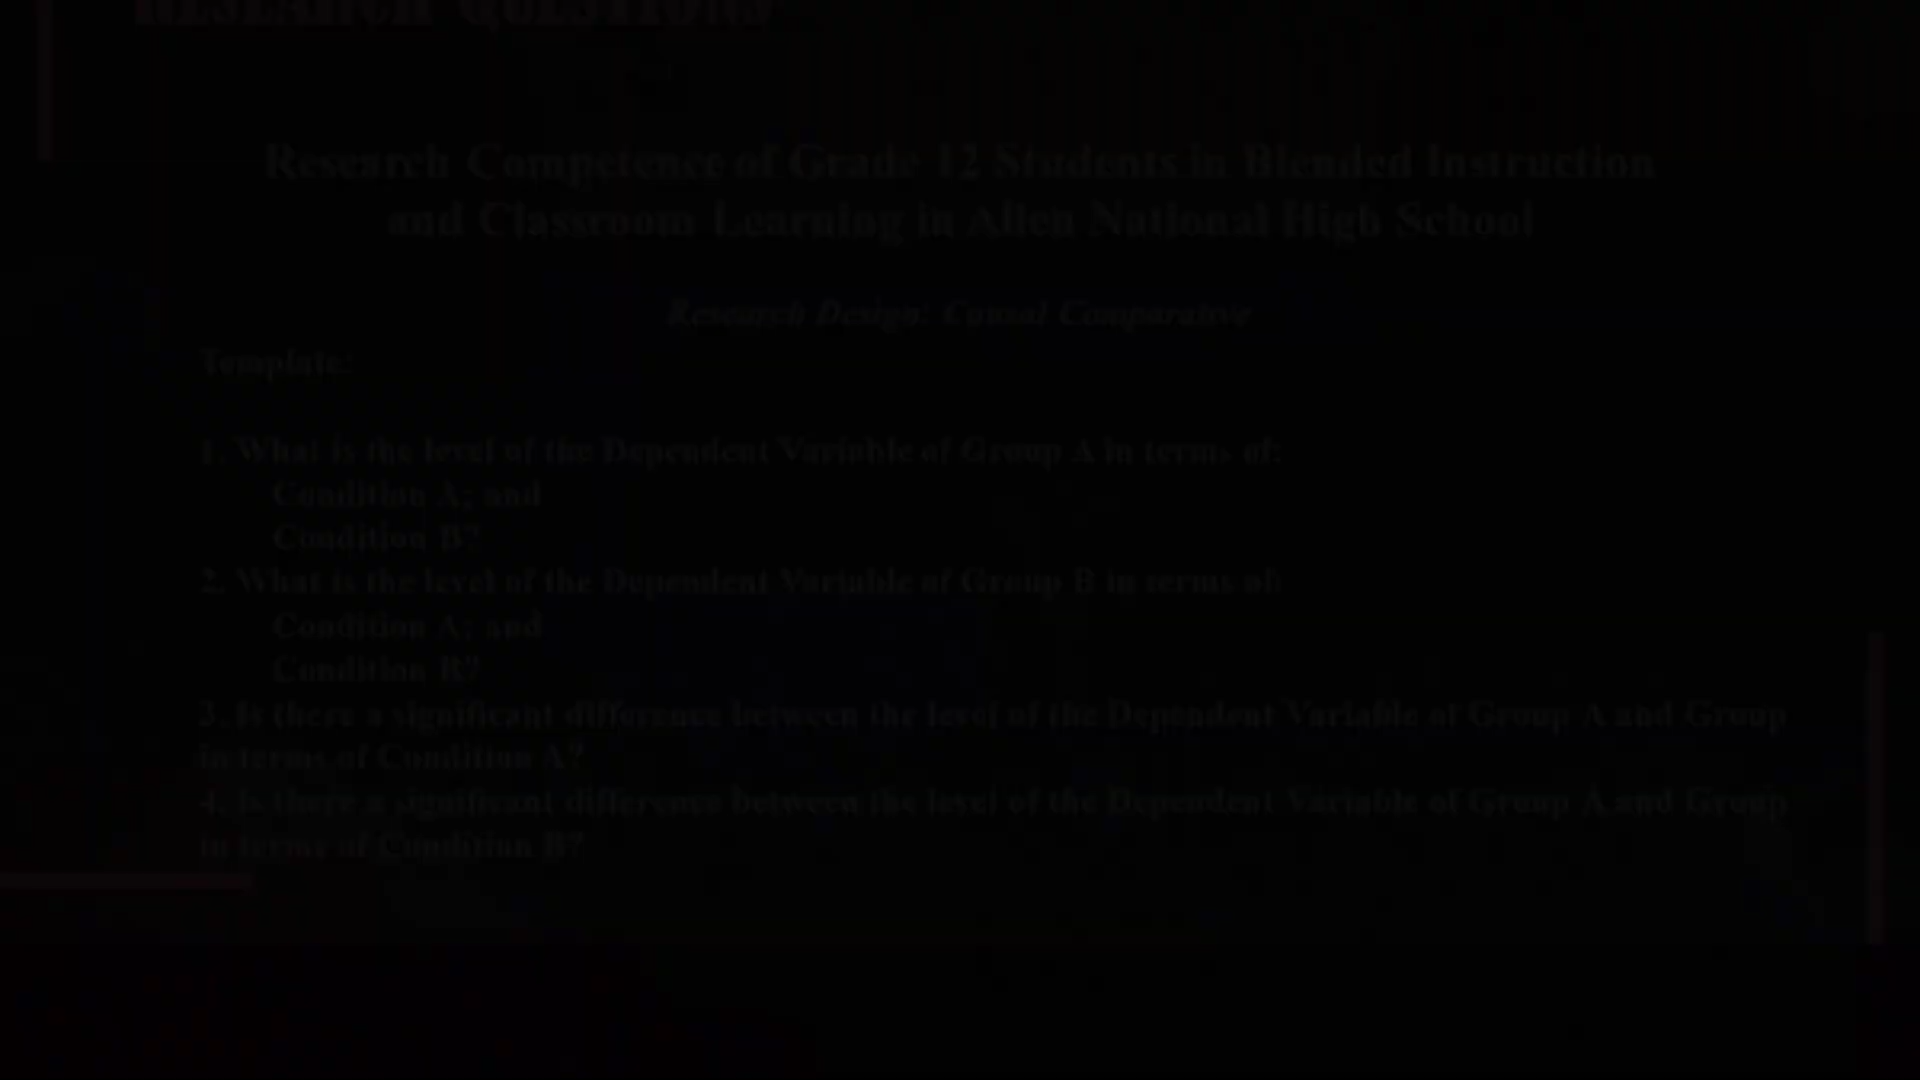 RESEARCH QUESTIONS
Research Competence of Grade 12 Students in Blended Instruction
and Classroom Learning in Allen National High School
Research Design: Causal Comparative
Template:
1. What is the level of the Dependent Variable of Group A in terms of:
Condition A; and
Condition B?
2. What is the level of the Dependent Variable of Group B in terms of:
Condition A; and
Condition B?
3. Is there a significant difference between the level of the Dependent Variable of Group A and Group
in terms of Condition A?
4. Is there a significant difference between the level of the Dependent Variable of Group A and Group
in terms of Condition B?